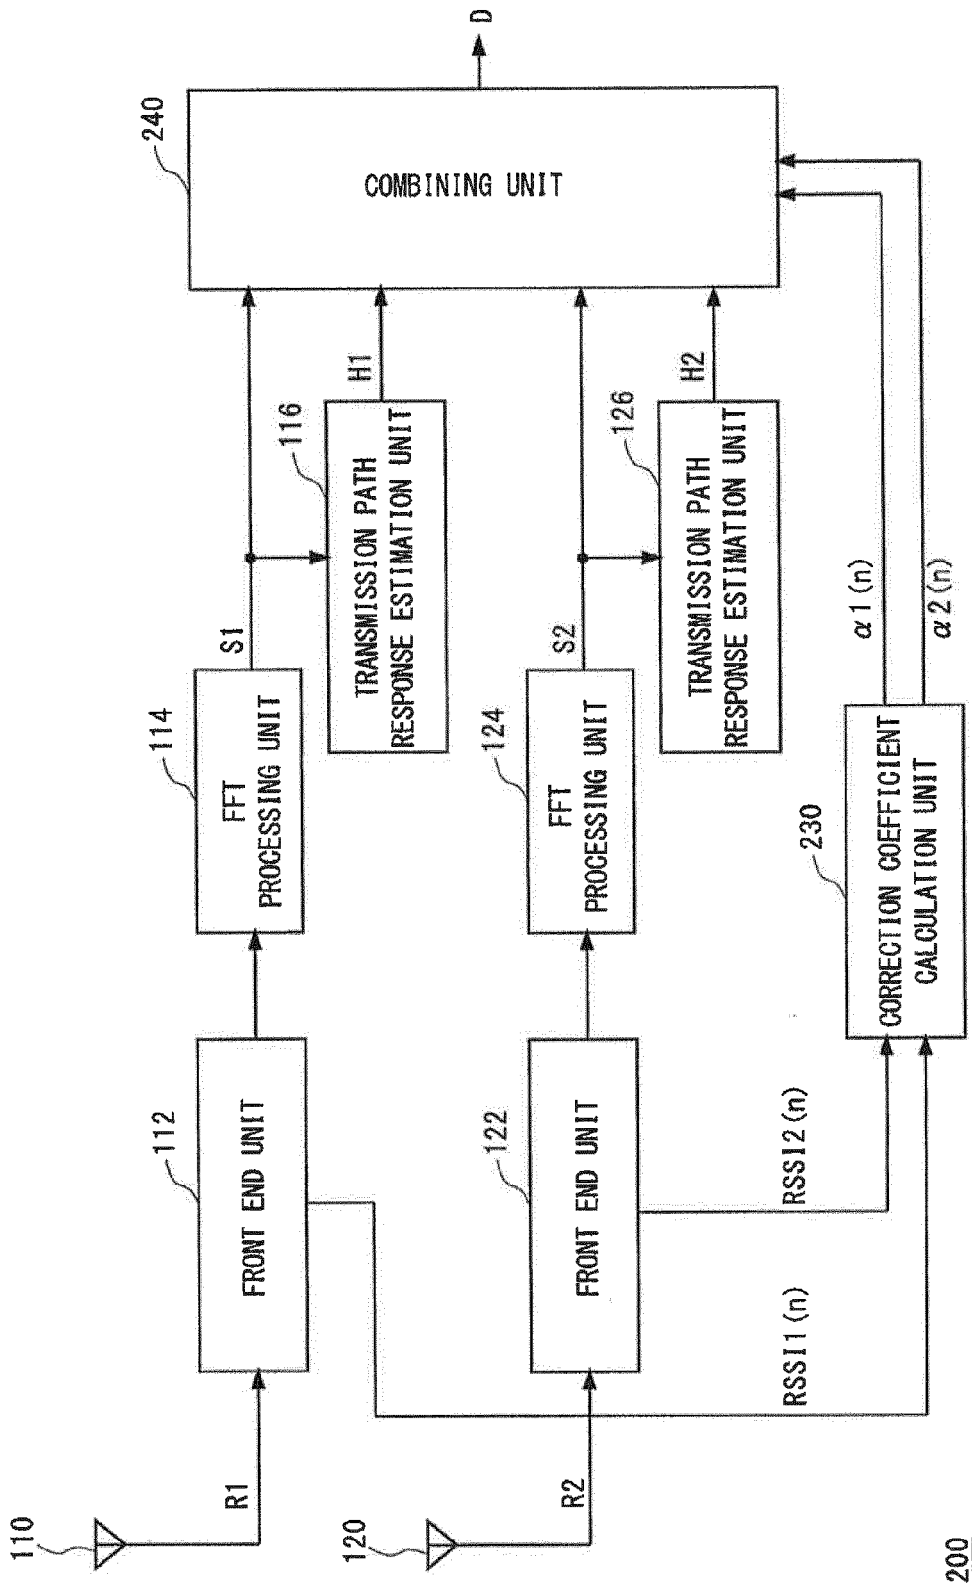 110
R1
112
FRONT END UNIT
114
FFT
PROCESSING UNIT
S1
116
TRANSMISSION PATH
RESPONSE ESTIMATION UNIT
H1
240
COMBINING UNIT
D
120
R2
122
FRONT END UNIT
124
FFT
PROCESSING UNIT
S2
126
TRANSMISSION PATH
RESPONSE ESTIMATION UNIT
H2
RSSI1(n)
RSSI2(n)
230
CORRECTION COEFFICIENT
CALCULATION UNIT
α1(n)
α2(n)
200